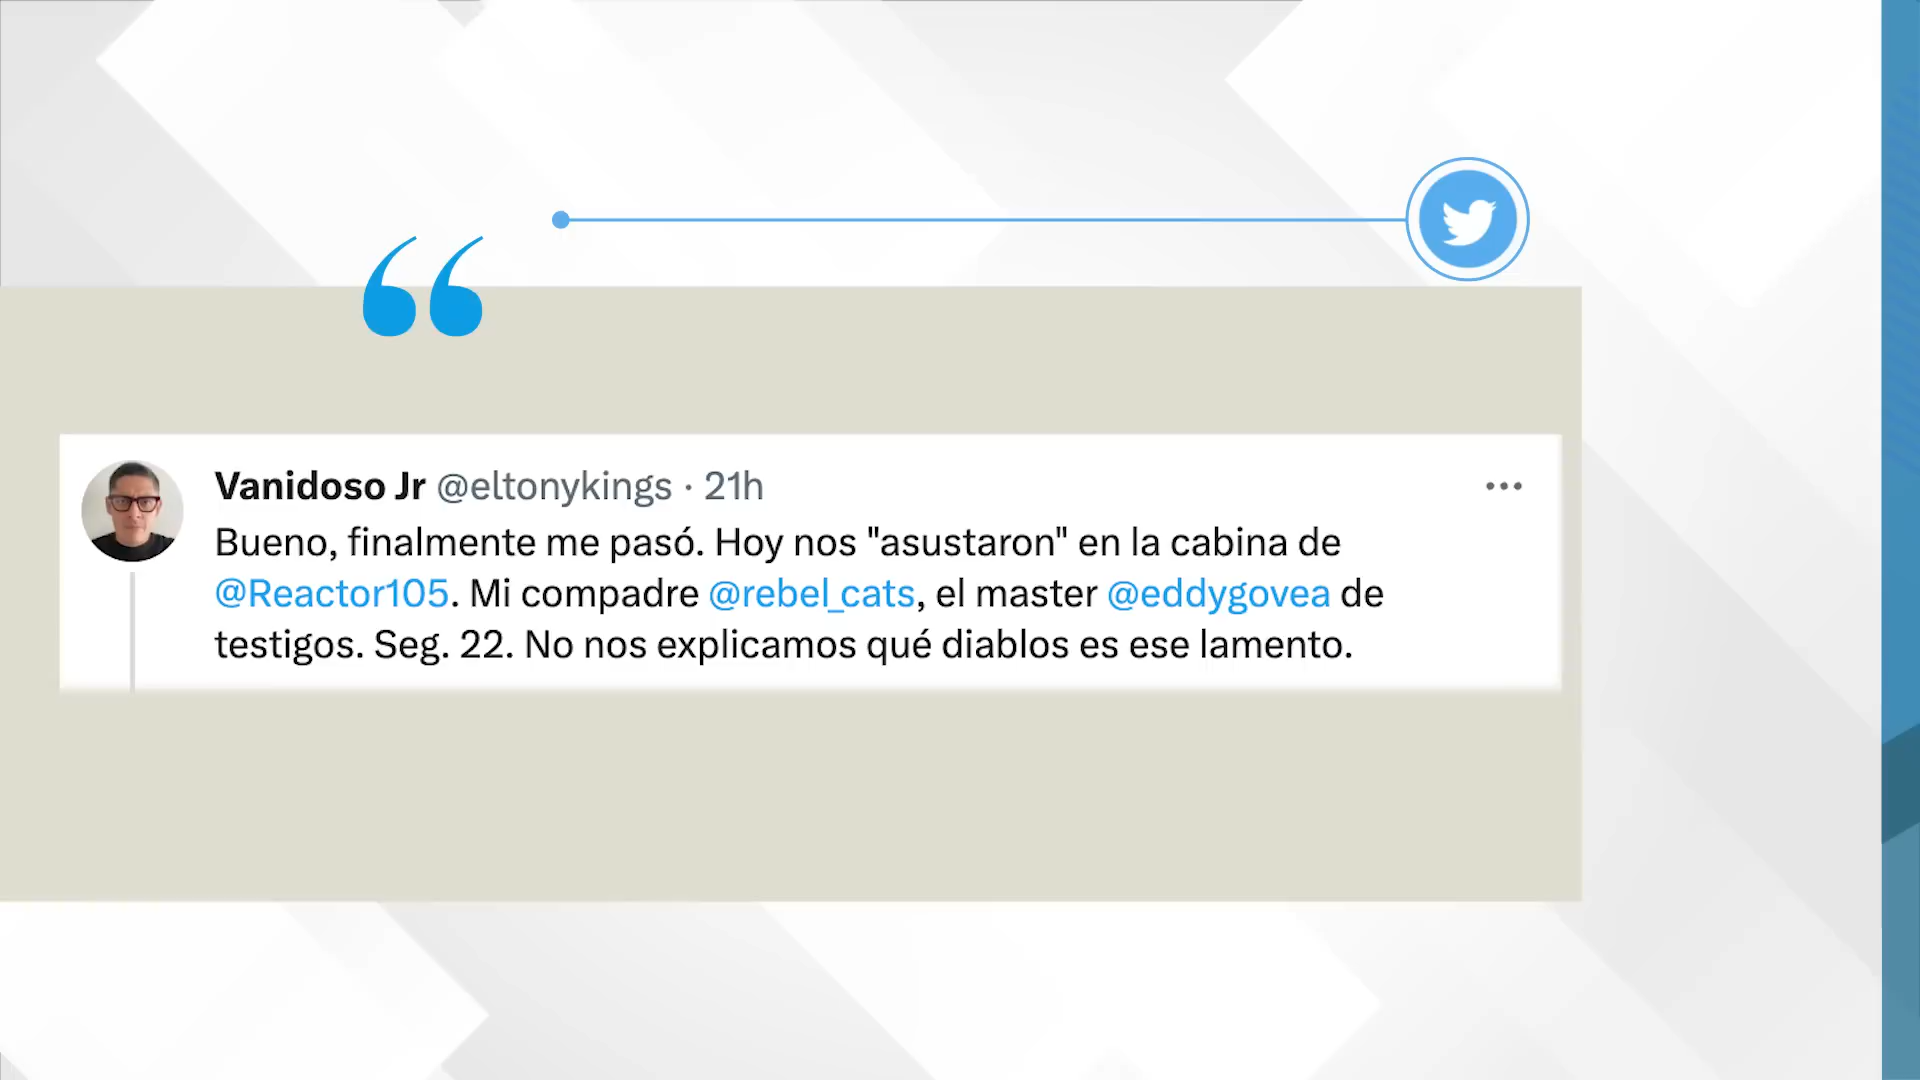 “
Vanidoso Jr @eltonykings · 21h
Bueno, finalmente me pasó. Hoy nos "asustaron" en la cabina de
@Reactor105. Mi compadre @rebel_cats, el master @eddygovea de
testigos. Seg. 22. No nos explicamos qué diablos es ese lamento.